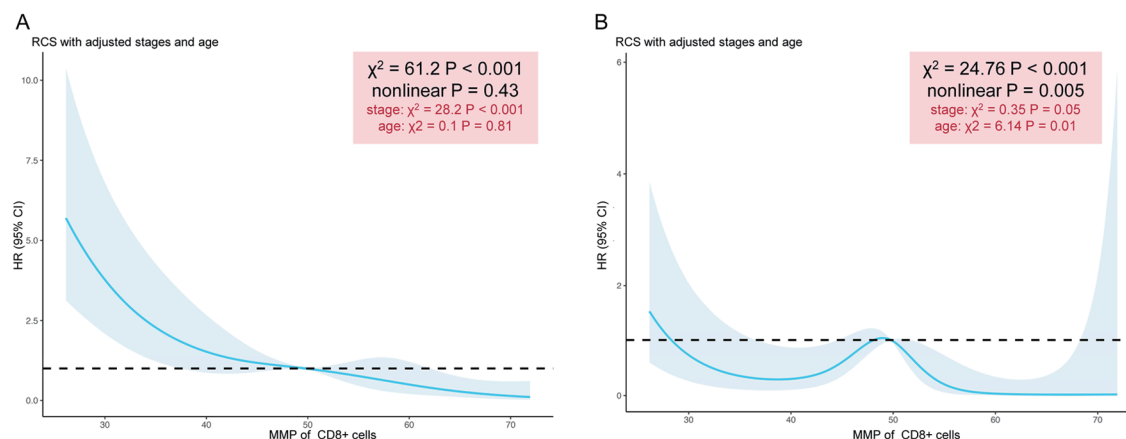 A
RCS with adjusted stages and age
χ² = 61.2 P < 0.001
nonlinear P = 0.43
stage: χ² = 28.2 P < 0.001
age: χ2 = 0.1 P = 0.81
HR (95% CI)
10.0
7.5
5.0
2.5
0.0
30
40
50
60
70
MMP of CD8+ cells
B
RCS with adjusted stages and age
χ² = 24.76 P < 0.001
nonlinear P = 0.005
stage: χ² = 0.35 P = 0.05
age: χ2 = 6.14 P = 0.01
HR (95% CI)
6
4
2
0
30
40
50
60
70
MMP of CD8+ cells